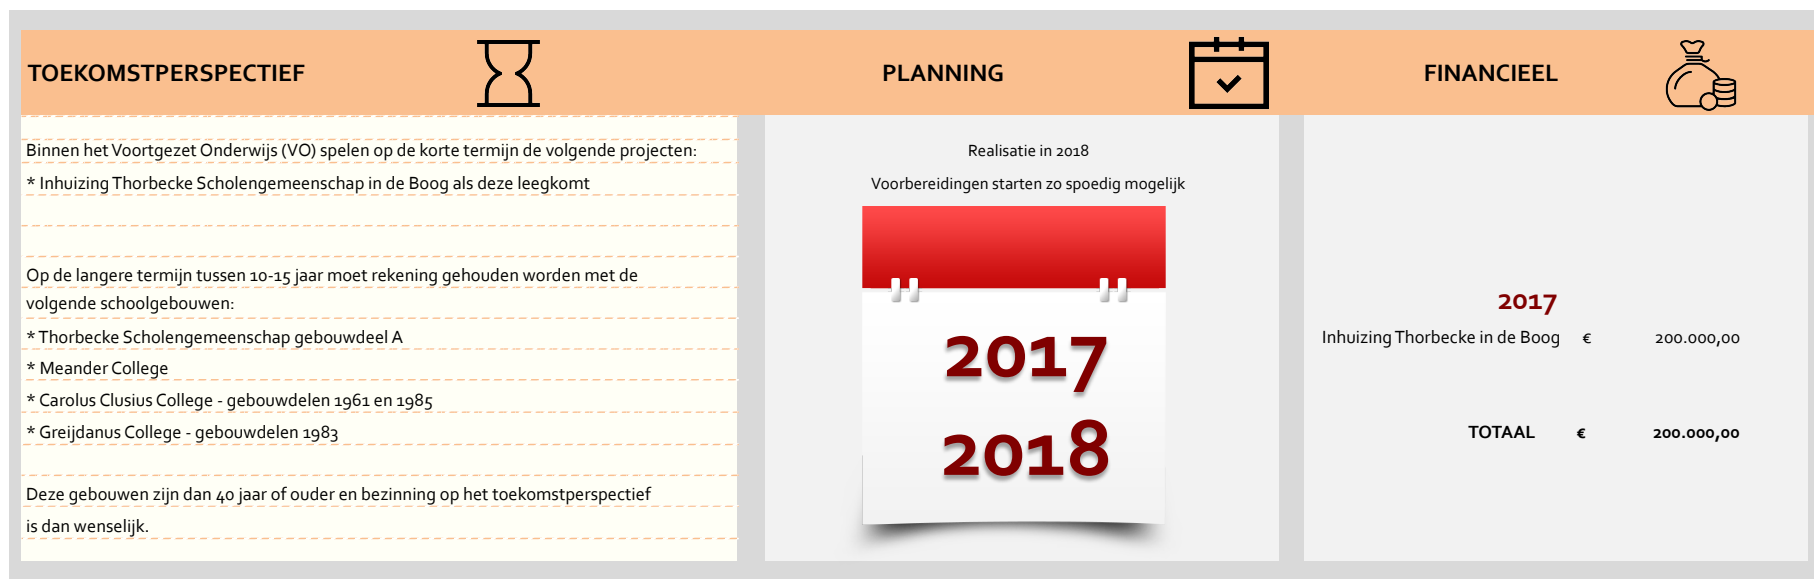 TOEKOMSTPERSPECTIEF
Binnen het Voortgezet Onderwijs (VO) spelen op de korte termijn de volgende projecten:
* Inhuizing Thorbecke Scholengemeenschap in de Boog als deze leegkomt
Op de langere termijn tussen 10-15 jaar moet rekening gehouden worden met de
volgende schoolgebouwen:
* Thorbecke Scholengemeenschap gebouwdeel A
* Meander College
* Carolus Clusius College - gebouwdelen 1961 en 1985
* Greijdanus College - gebouwdelen 1983
Deze gebouwen zijn dan 40 jaar of ouder en bezinning op het toekomstperspectief
is dan wenselijk.
PLANNING
Realisatie in 2018
Voorbereidingen starten zo spoedig mogelijk
2017
2018
FINANCIEEL
2017
Inhuizing Thorbecke in de Boog € 200.000,00
TOTAAL € 200.000,00